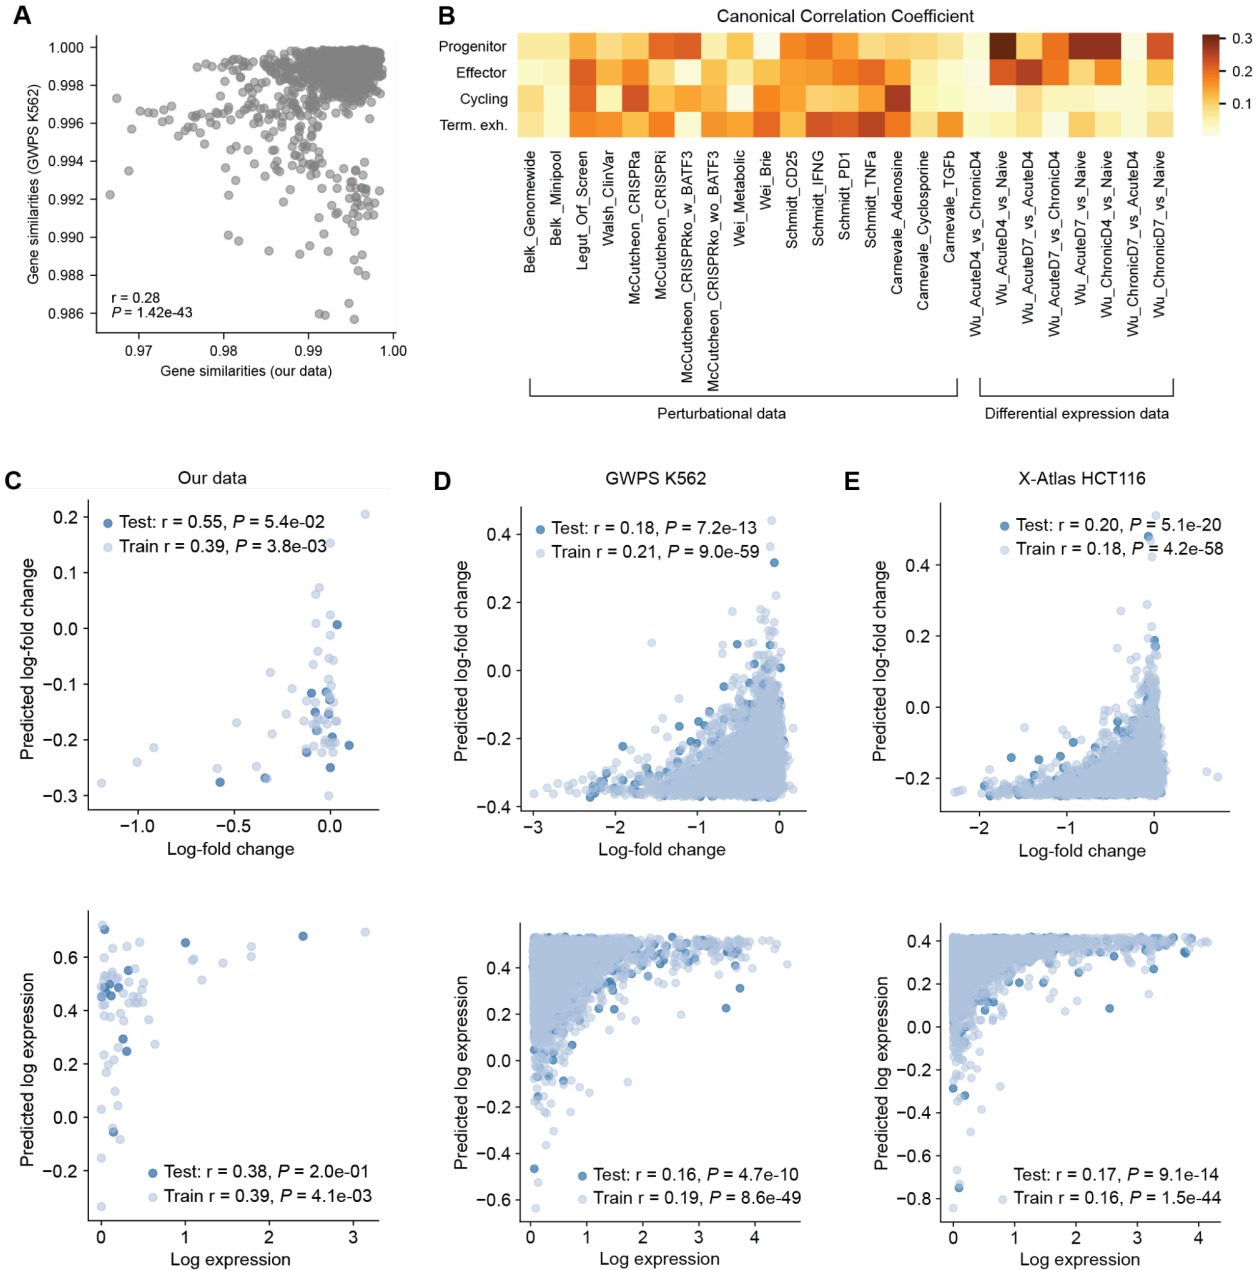 A
1.000
0.998
0.996
0.994
0.992
0.990
0.988
0.986
Gene similarities (GWPS K562)
r = 0.28
P = 1.42e-43
0.97 0.98 0.99 1.00
Gene similarities (our data)
B
Canonical Correlation Coefficient
Progenitor
Effector
Cycling
Term. exh.
0.3
0.2
0.1
Belk_Genomewide
Belk _Minipool
Legut_Orf_Screen
Walsh_ClinVar
McCutcheon_CRISPRa
McCutcheon_CRISPRi
McCutcheon_CRISPRko_w_BATF3
McCutcheon_CRISPRko_wo_BATF3
Wei_Metabolic
Wei_Brie
Schmidt_CD25
Schmidt_IFNG
Schmidt_PD1
Schmidt_TNFa
Carnevale_Adenosine
Carnevale_Cyclosporine
Carnevale_TGFb
Wu_AcuteD4_vs_ChronicD4
Wu_AcuteD4_vs_Naive
Wu_AcuteD7_vs_AcuteD4
Wu_AcuteD7_vs_ChronicD4
Wu_AcuteD7_vs_Naive
Wu_ChronicD4_vs_Naive
Wu_ChronicD7_vs_AcuteD4
Wu_ChronicD7_vs_Naive
Perturbational data
Differential expression data
C
Our data
Test: r = 0.55, P = 5.4e-02
Train r = 0.39, P = 3.8e-03
0.2
0.1
0.0
−0.1
−0.2
−0.3
Predicted log-fold change
−1.0 −0.5 0.0
Log-fold change
0.6
0.4
0.2
0.0
−0.2
Predicted log expression
Test: r = 0.38, P = 2.0e-01
Train r = 0.39, P = 4.1e-03
0 1 2 3
Log expression
D
GWPS K562
Test: r = 0.18, P = 7.2e-13
Train r = 0.21, P = 9.0e-59
0.4
0.2
0.0
−0.2
−0.4
Predicted log-fold change
−3 −2 −1 0
Log-fold change
0.4
0.2
0.0
−0.2
−0.4
−0.6
Predicted log expression
Test: r = 0.16, P = 4.7e-10
Train r = 0.19, P = 8.6e-49
0 1 2 3 4
Log expression
E
X-Atlas HCT116
Test: r = 0.20, P = 5.1e-20
Train r = 0.18, P = 4.2e-58
0.4
0.2
0.0
−0.2
Predicted log-fold change
−2 −1 0
Log-fold change
0.4
0.2
0.0
−0.2
−0.4
−0.6
−0.8
Predicted log expression
Test: r = 0.17, P = 9.1e-14
Train r = 0.16, P = 1.5e-44
0 1 2 3 4
Log expression